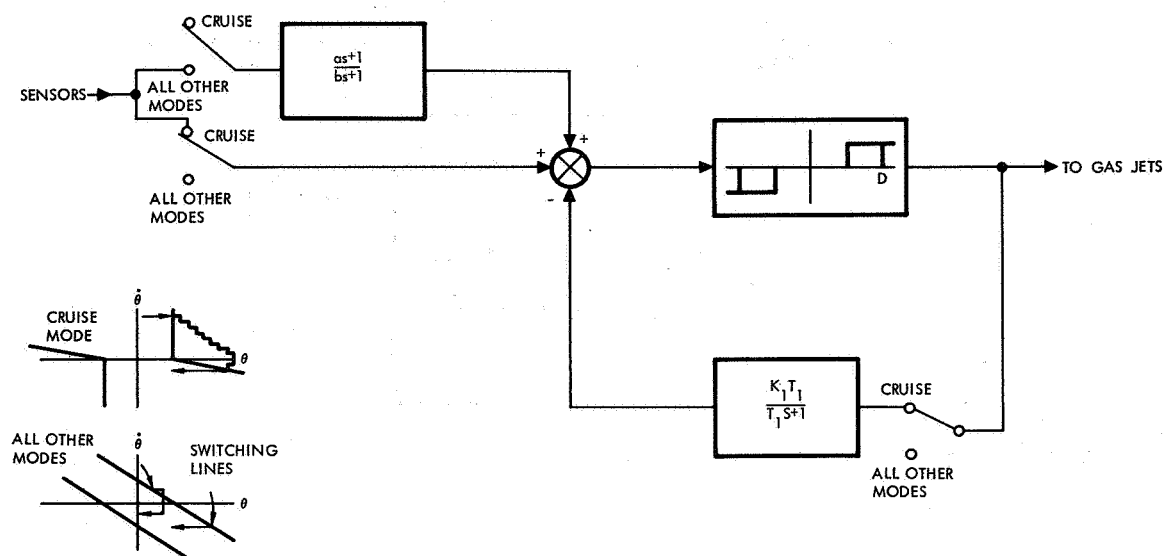 CRUISE
as+1
bs+1
SENSORS
ALL OTHER
MODES
CRUISE
ALL OTHER
MODES
+
+
-
D
TO GAS JETS
θ̇
CRUISE
MODE
θ
K1T1
T1S+1
CRUISE
ALL OTHER
MODES
ALL OTHER
MODES
θ̇
SWITCHING
LINES
θ